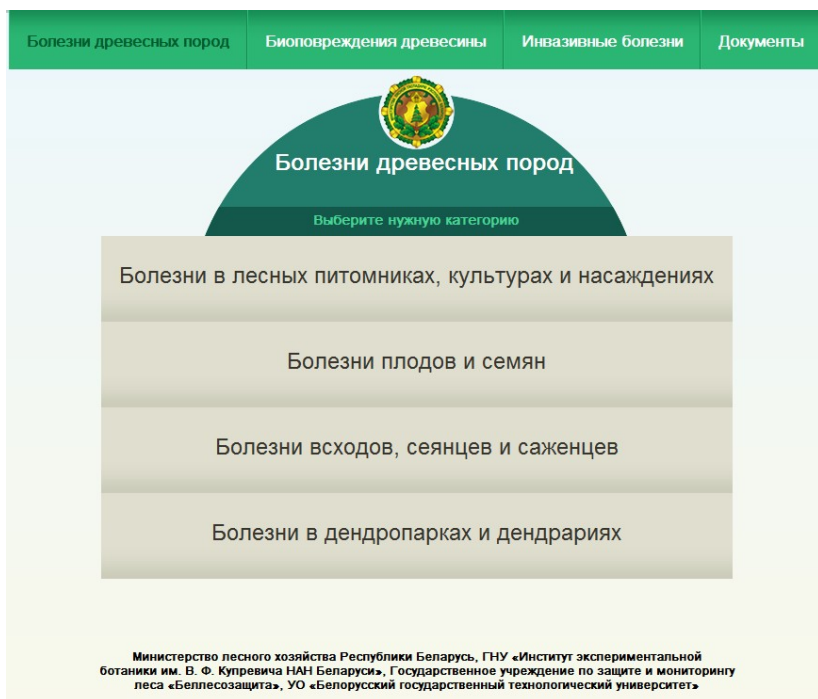 Болезни древесных пород Биоповреждения древесины Инвазивные болезни Документы
Болезни древесных пород
Выберите нужную категорию
Болезни в лесных питомниках, культурах и насаждениях
Болезни плодов и семян
Болезни всходов, сеянцев и саженцев
Болезни в дендропарках и дендрариях
Министерство лесного хозяйства Республики Беларусь, ГНУ «Институт экспериментальной
ботаники им. В. Ф. Купревича НАН Беларуси», Государственное учреждение по защите и мониторингу
леса «Беллесозащита», УО «Белорусский государственный технологический университет»